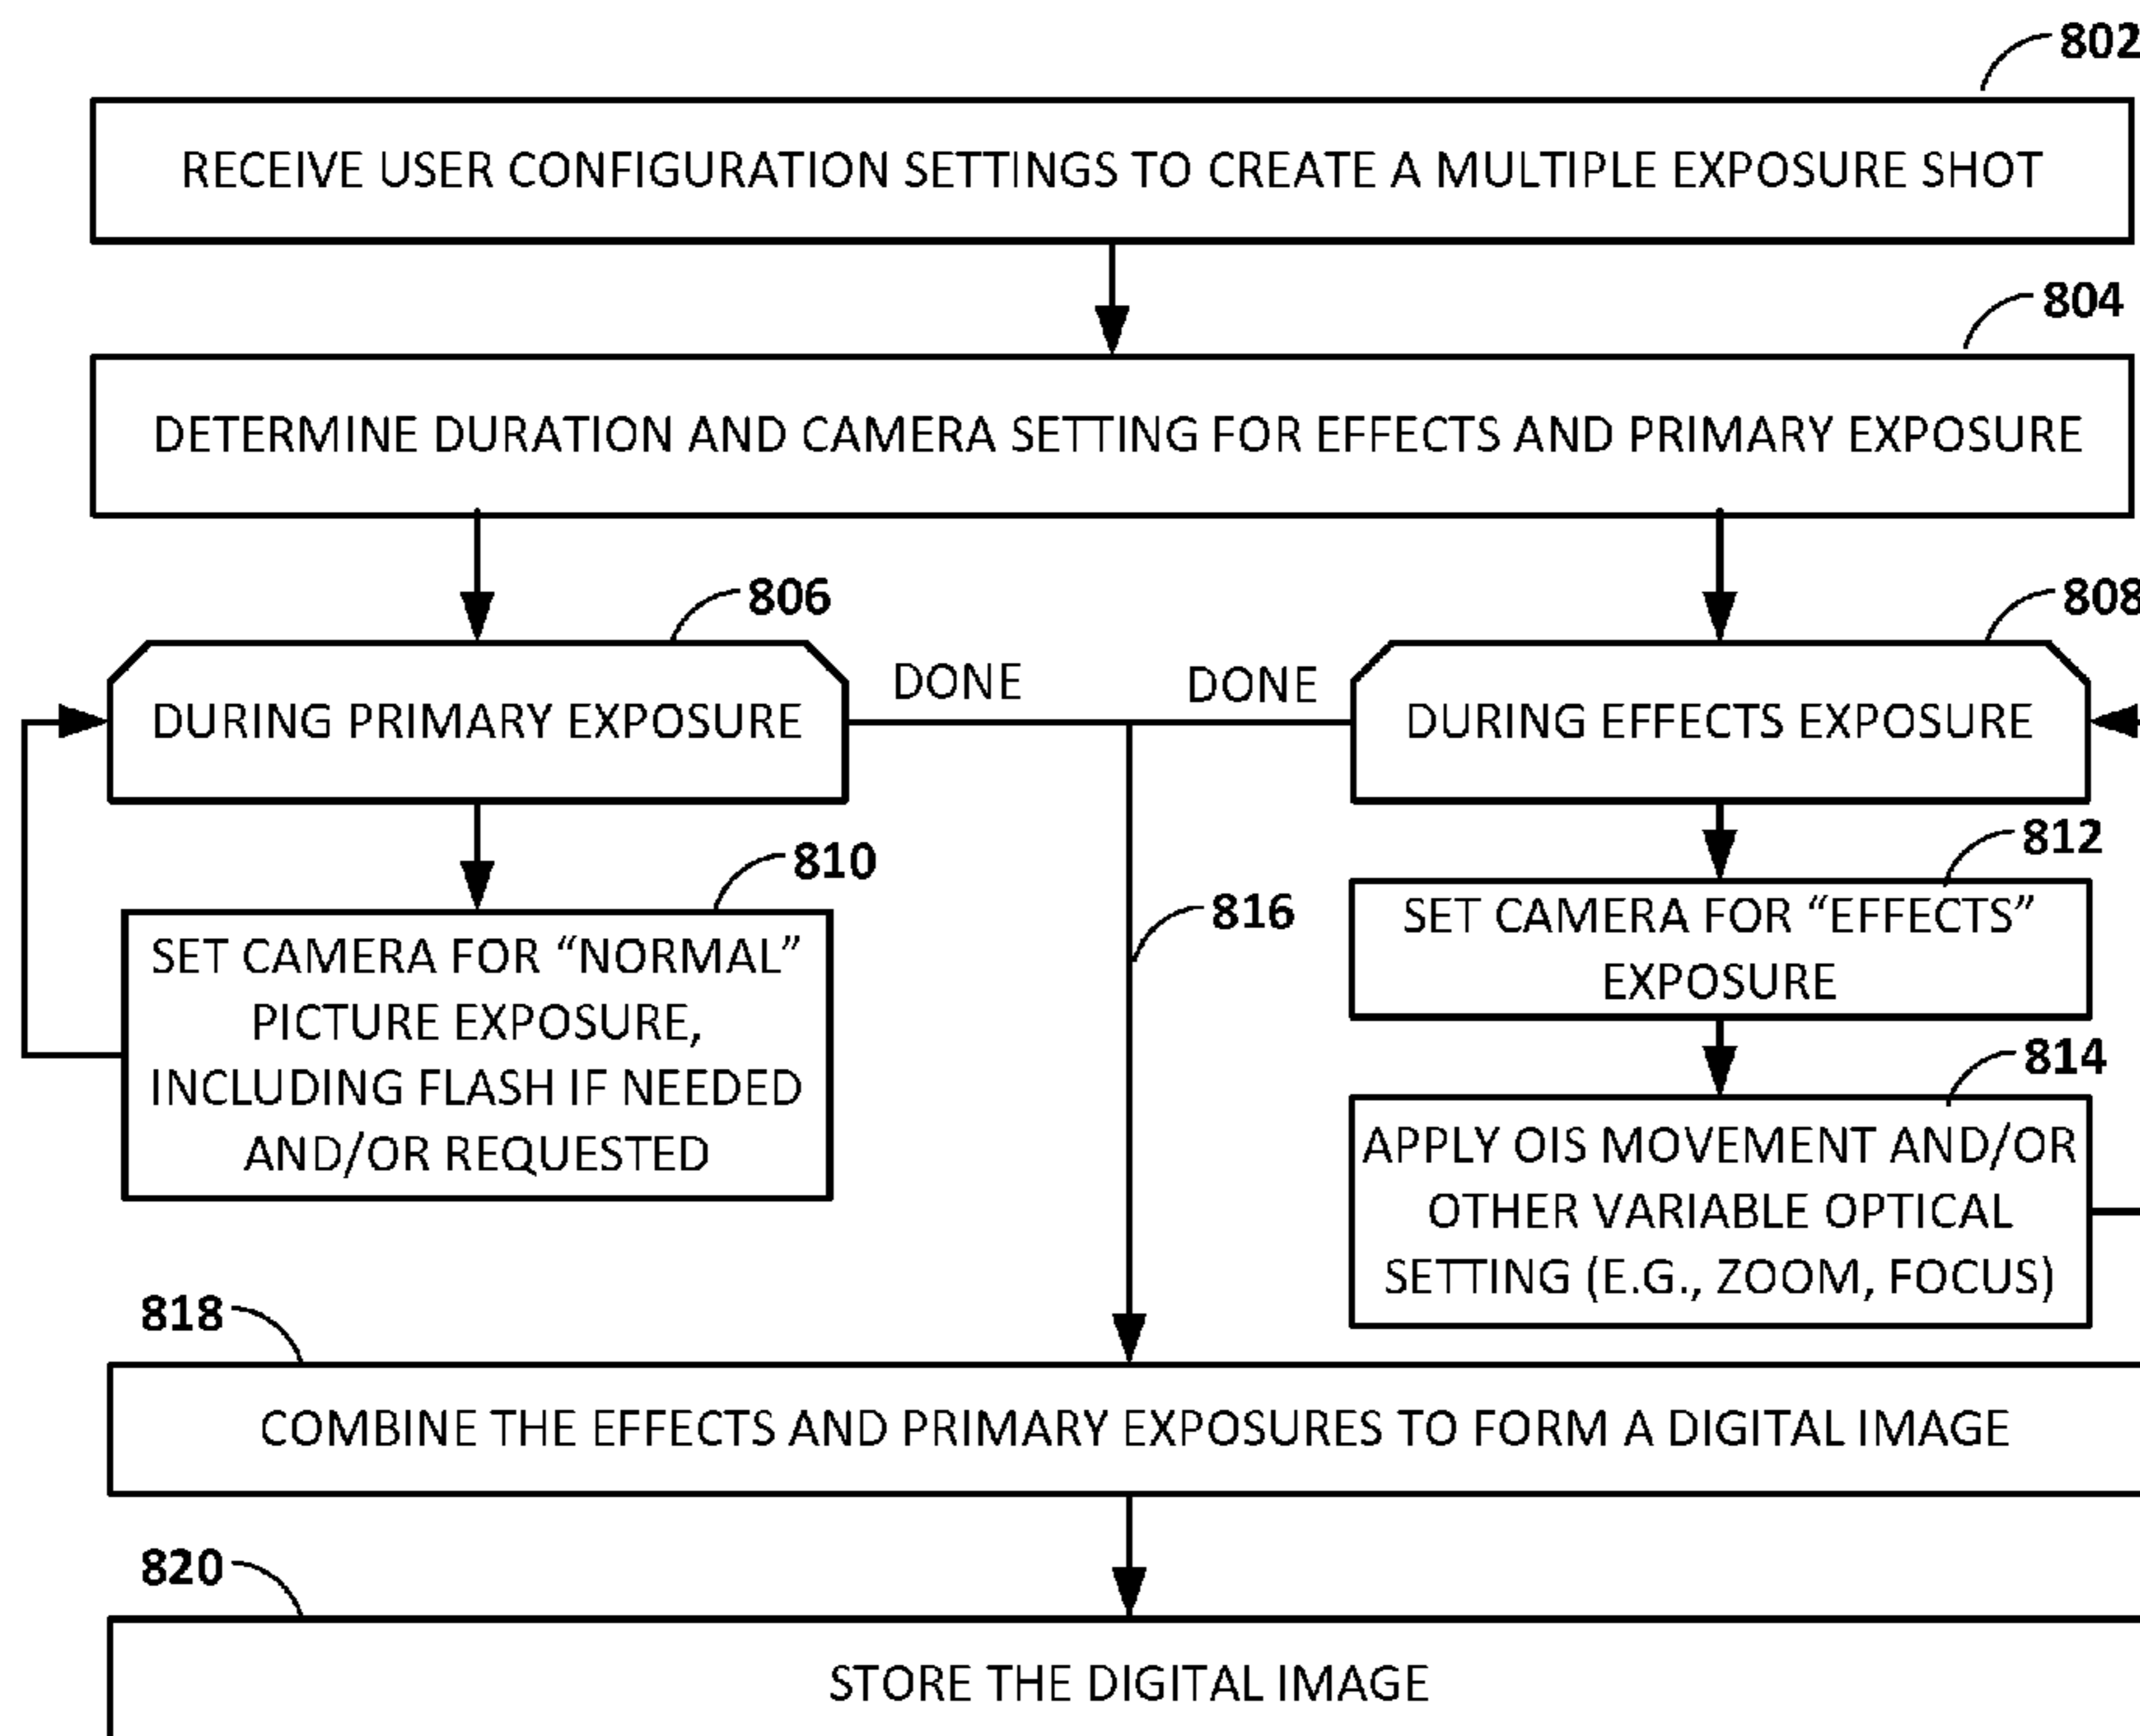 802
RECEIVE USER CONFIGURATION SETTINGS TO CREATE A MULTIPLE EXPOSURE SHOT
804
DETERMINE DURATION AND CAMERA SETTING FOR EFFECTS AND PRIMARY EXPOSURE
806
808
DURING PRIMARY EXPOSURE
DONE
DONE
DURING EFFECTS EXPOSURE
810
SET CAMERA FOR “NORMAL”
PICTURE EXPOSURE,
INCLUDING FLASH IF NEEDED
AND/OR REQUESTED
816
812
SET CAMERA FOR “EFFECTS”
EXPOSURE
814
APPLY OIS MOVEMENT AND/OR
OTHER VARIABLE OPTICAL
SETTING (E.G., ZOOM, FOCUS)
818
COMBINE THE EFFECTS AND PRIMARY EXPOSURES TO FORM A DIGITAL IMAGE
820
STORE THE DIGITAL IMAGE